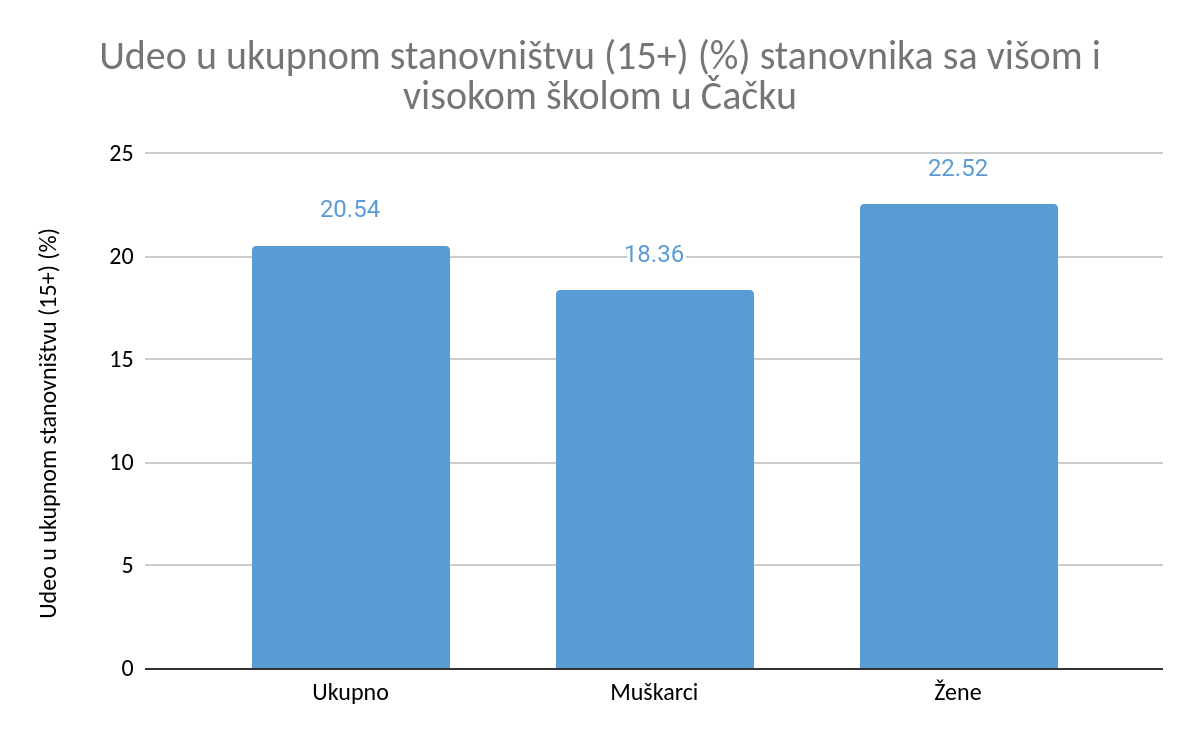 Udeo u ukupnom stanovništvu (15+) (%) stanovnika sa višom i
visokom školom u Čačku
Udeo u ukupnom stanovništvu (15+) (%)
25
20
15
10
5
0
20.54
18.36
22.52
Ukupno
Muškarci
Žene